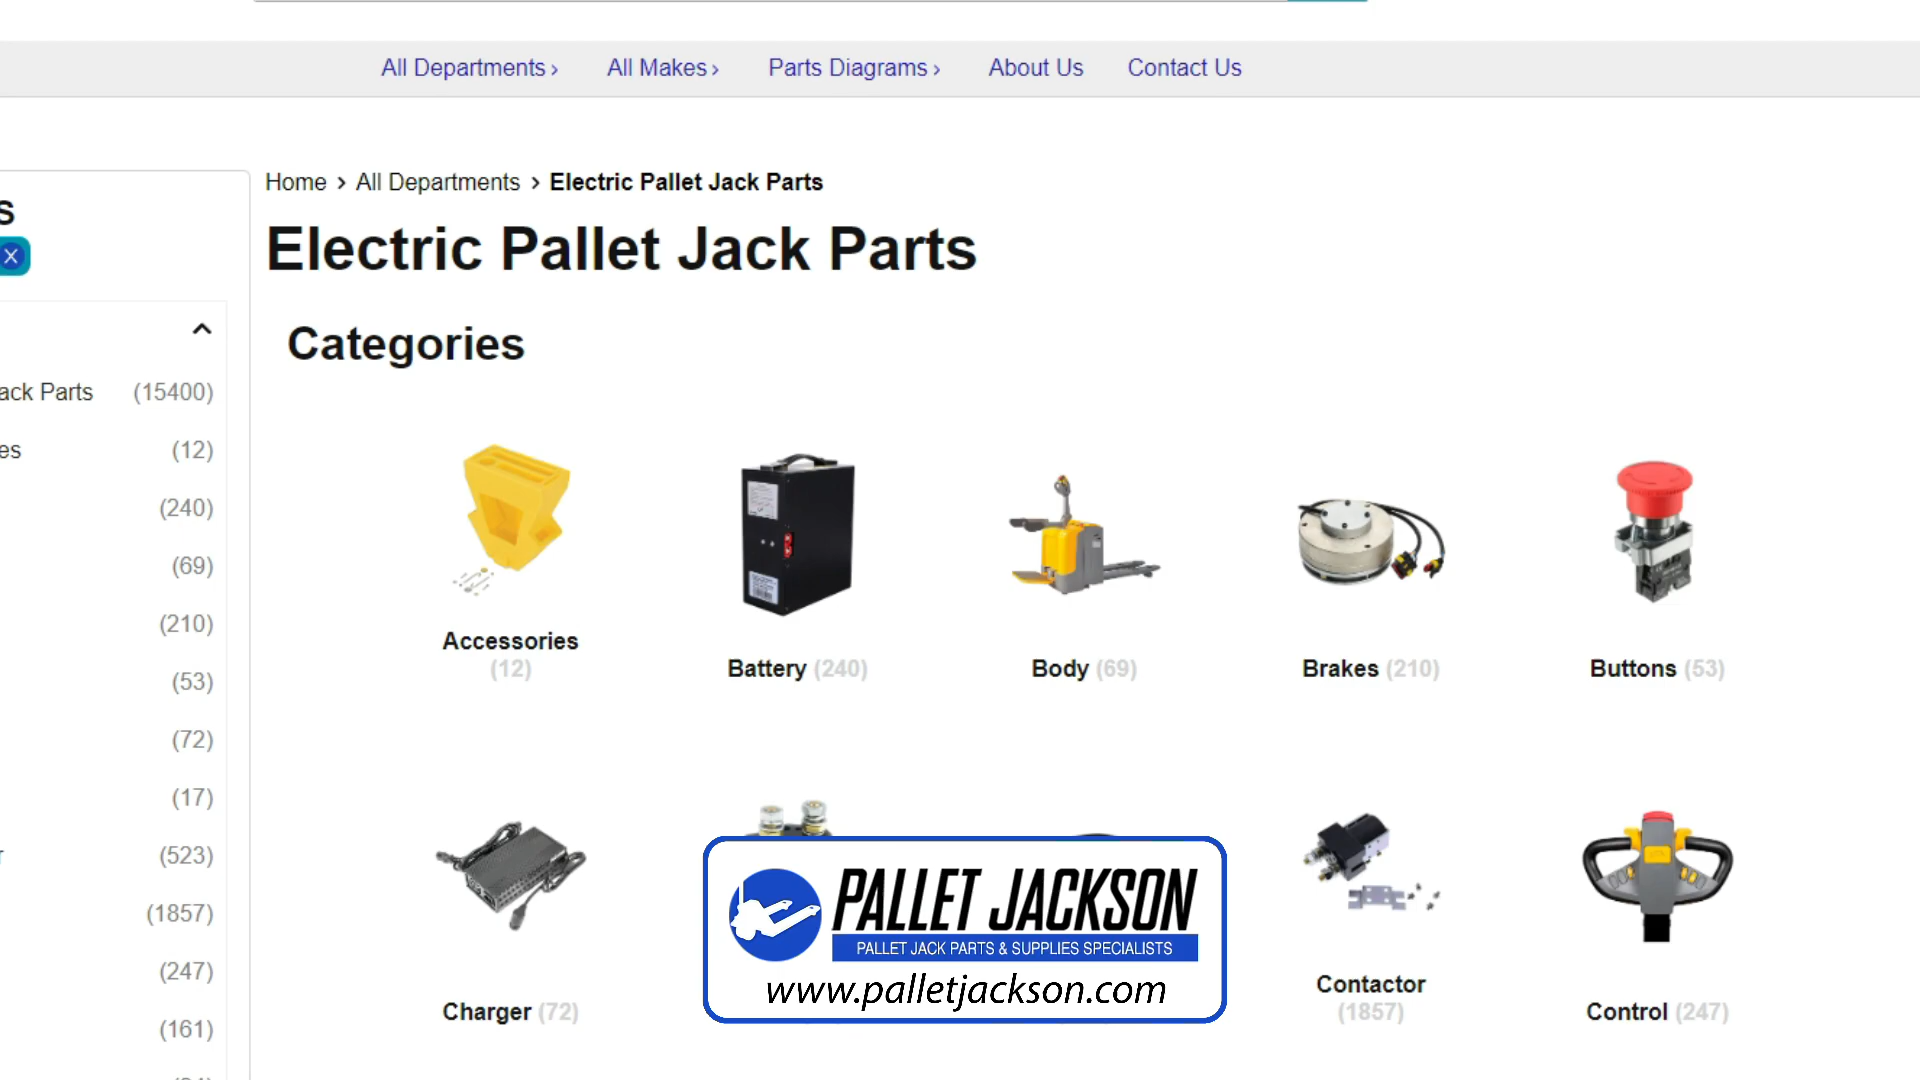 All Departments › All Makes › Parts Diagrams › About Us Contact Us
Home › All Departments › Electric Pallet Jack Parts
S
X
Electric Pallet Jack Parts
Categories
ack Parts (15400)
es (12)
(240)
(69)
(210)
(53)
(72)
(17)
r (523)
(1857)
(247)
(161)
Accessories
(12)
Battery (240)
Body (69)
Brakes (210)
Buttons (53)
Charger (72)
Contactor
(1857)
Control (247)
PALLET JACKSON
PALLET JACK PARTS & SUPPLIES SPECIALISTS
www.palletjackson.com